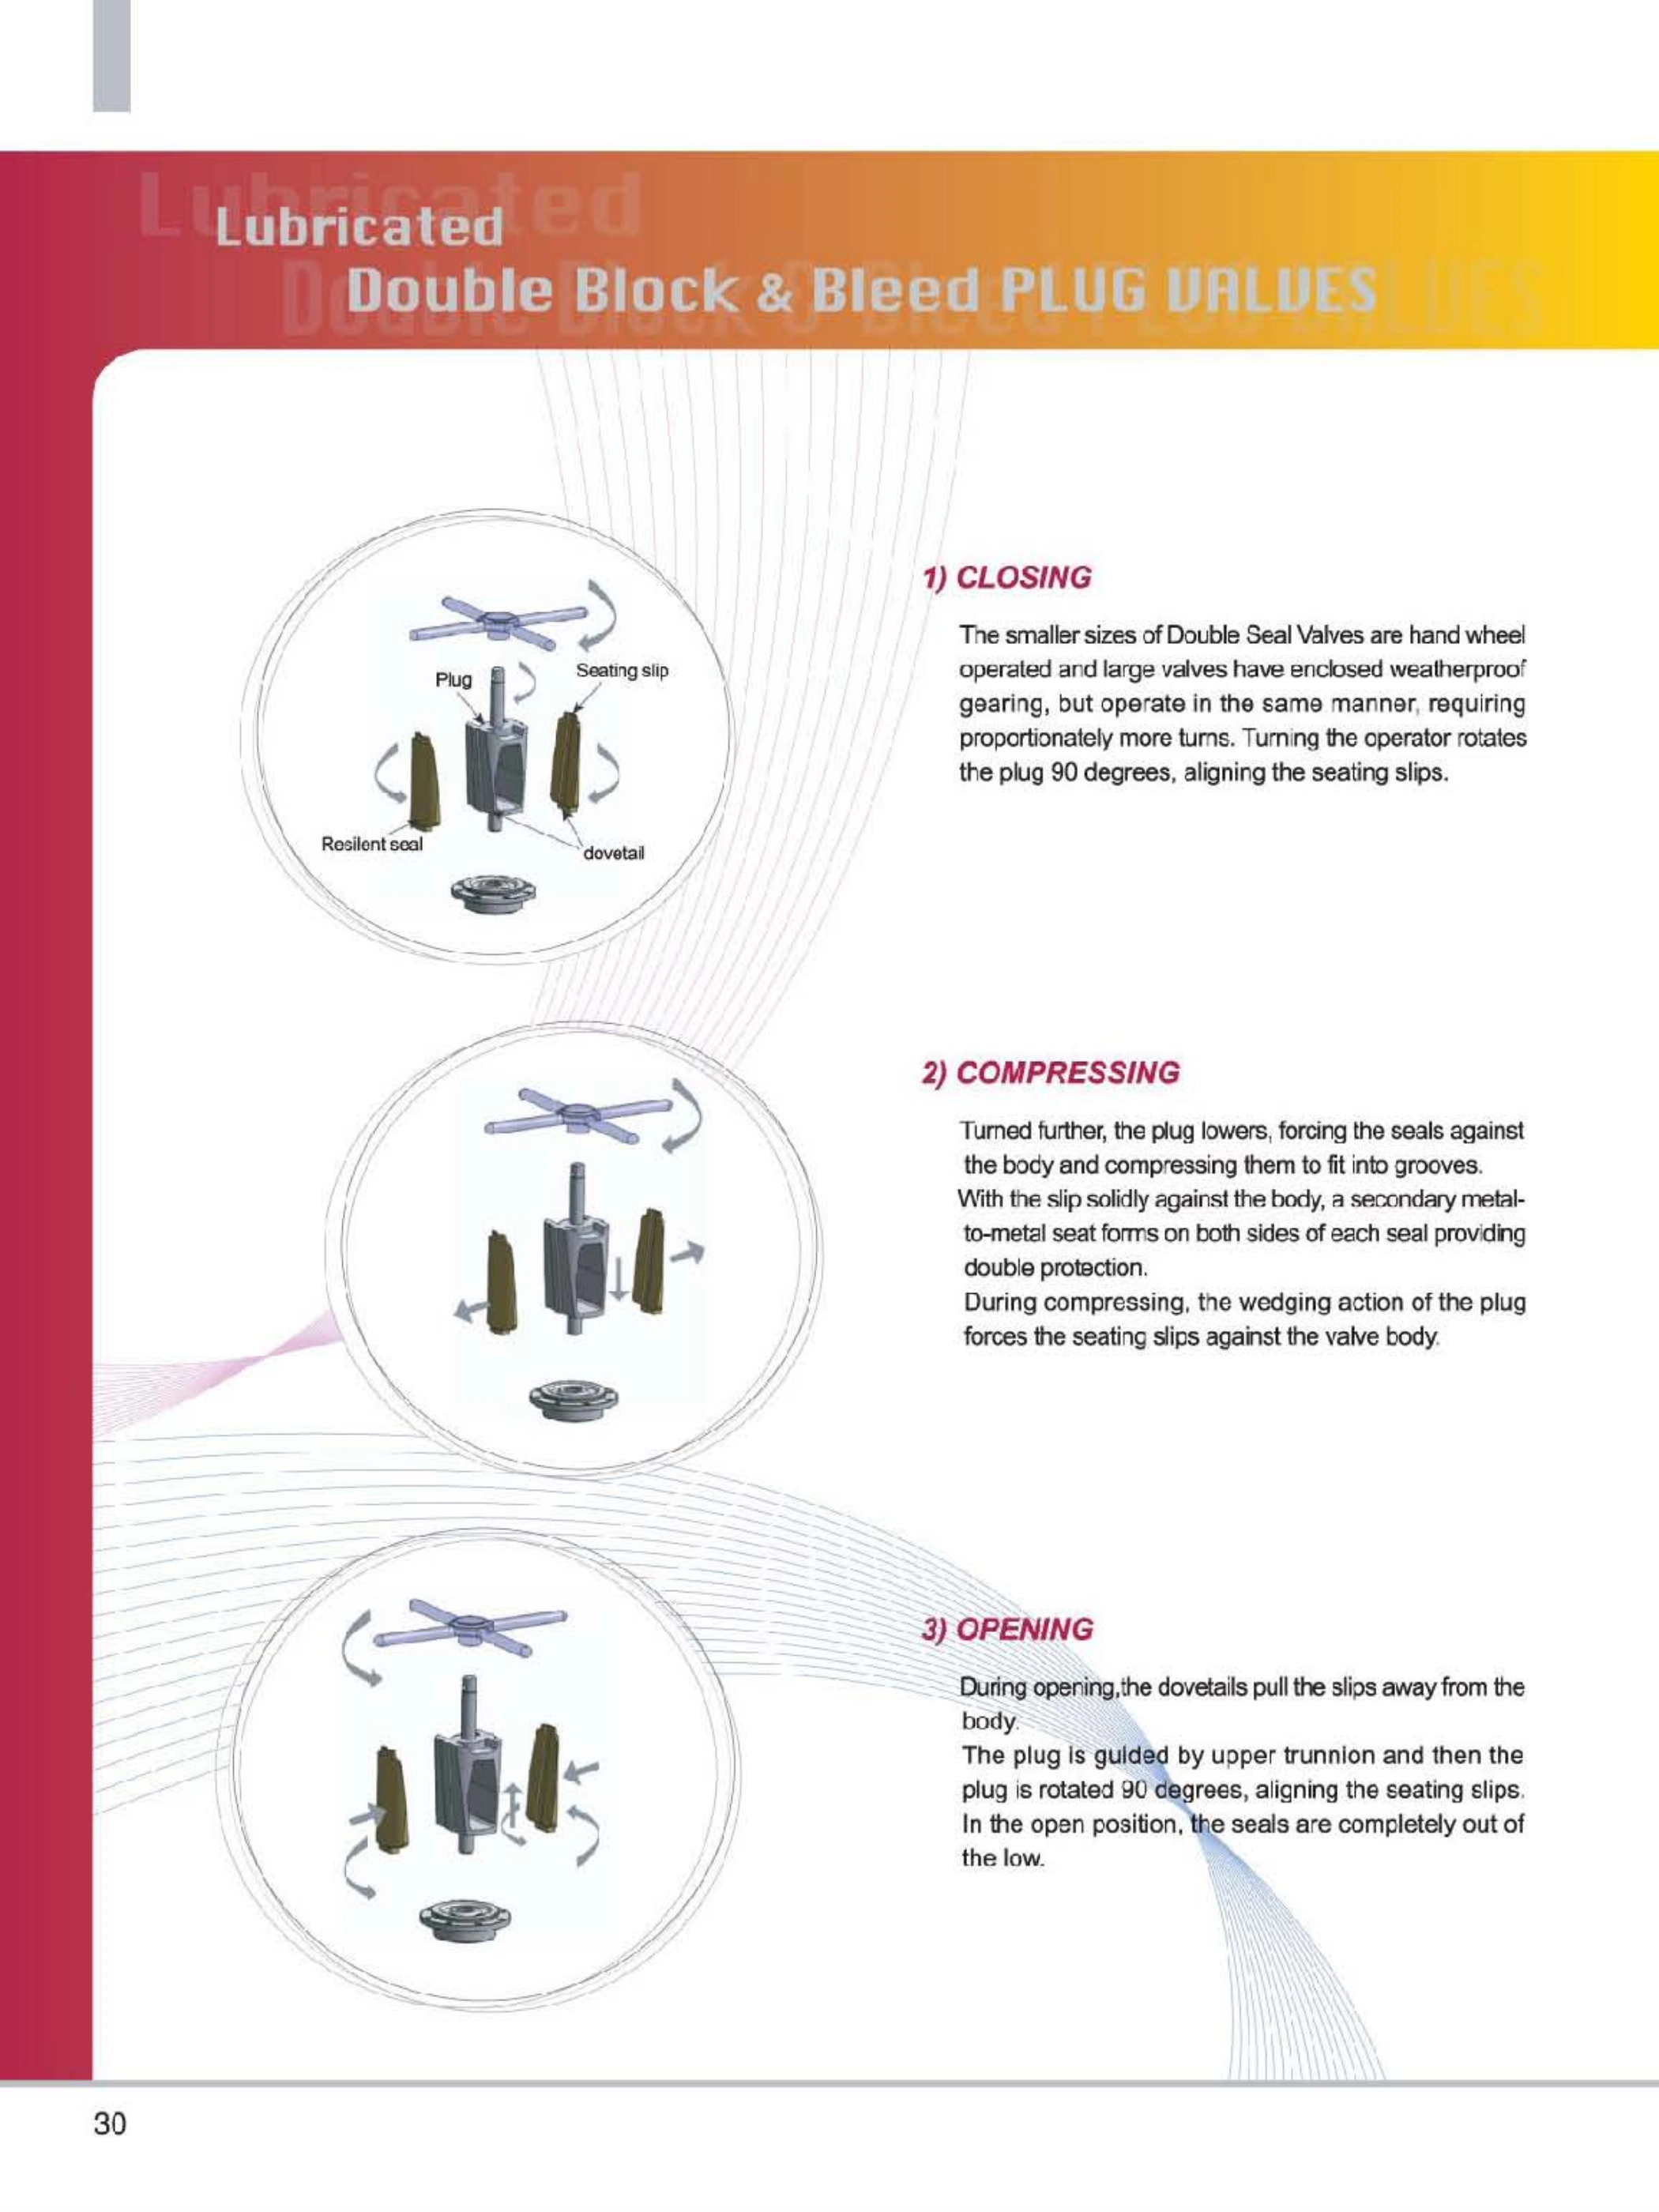 Lubricated
Double Block & Bleed PLUG VALVES
1) CLOSING
The smaller sizes of Double Seal Valves are hand wheel
operated and large valves have enclosed weatherproof
gearing, but operate in the same manner, requiring
proportionately more turns. Turning the operator rotates
the plug 90 degrees, aligning the seating slips.
Plug
Seating slip
Resilent seal
dovetail
2) COMPRESSING
Turned further, the plug lowers, forcing the seals against
the body and compressing them to fit into grooves.
With the slip solidly against the body, a secondary metal-
to-metal seat forms on both sides of each seal providing
double protection.
During compressing, the wedging action of the plug
forces the seating slips against the valve body.
3) OPENING
During opening,the dovetails pull the slips away from the
body.
The plug is guided by upper trunnion and then the
plug is rotated 90 degrees, aligning the seating slips.
In the open position, the seals are completely out of
the low.
30